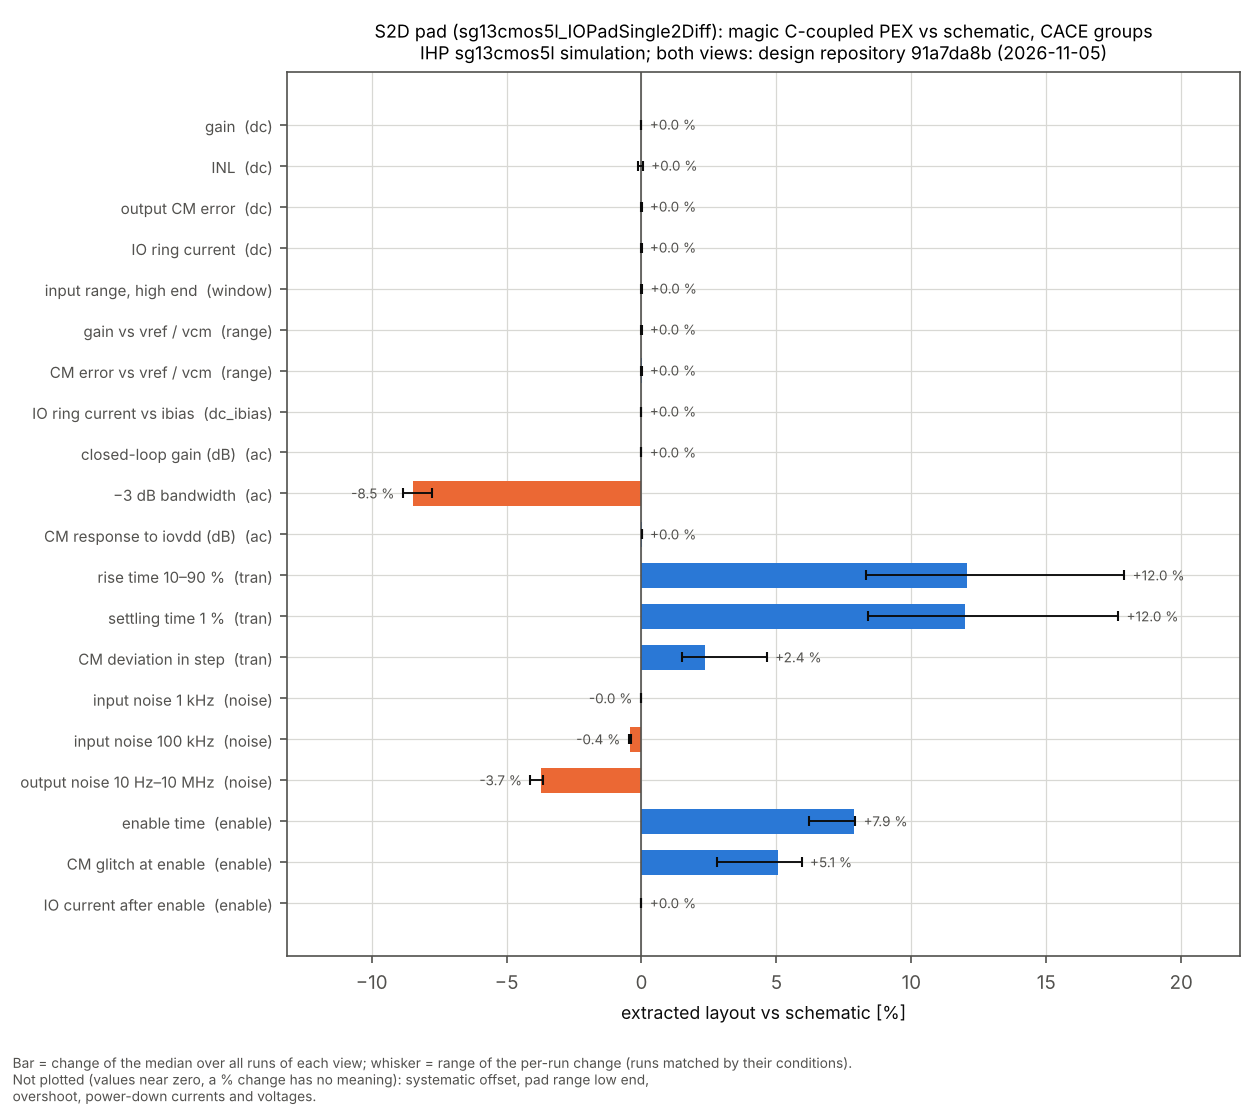 S2D pad (sg13cmos5l_IOPadSingle2Diff): magic C-coupled PEX vs schematic, CACE groups
IHP sg13cmos5l simulation; both views: design repository 91a7da8b (2026-11-05)
gain (dc) +0.0 %
INL (dc) +0.0 %
output CM error (dc) +0.0 %
IO ring current (dc) +0.0 %
input range, high end (window) +0.0 %
gain vs vref / vcm (range) +0.0 %
CM error vs vref / vcm (range) +0.0 %
IO ring current vs ibias (dc_ibias) +0.0 %
closed-loop gain (dB) (ac) +0.0 %
−3 dB bandwidth (ac) -8.5 %
CM response to iovdd (dB) (ac) +0.0 %
rise time 10–90 % (tran) +12.0 %
settling time 1 % (tran) +12.0 %
CM deviation in step (tran) +2.4 %
input noise 1 kHz (noise) -0.0 %
input noise 100 kHz (noise) -0.4 %
output noise 10 Hz–10 MHz (noise) -3.7 %
enable time (enable) +7.9 %
CM glitch at enable (enable) +5.1 %
IO current after enable (enable) +0.0 %
−10 −5 0 5 10 15 20
extracted layout vs schematic [%]
Bar = change of the median over all runs of each view; whisker = range of the per-run change (runs matched by their conditions).
Not plotted (values near zero, a % change has no meaning): systematic offset, pad range low end,
overshoot, power-down currents and voltages.